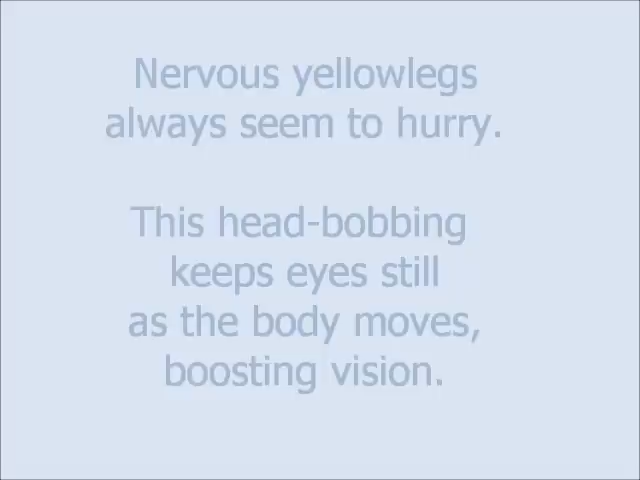 Nervous yellowlegs
always seem to hurry.
This head-bobbing
keeps eyes still
as the body moves,
boosting vision.